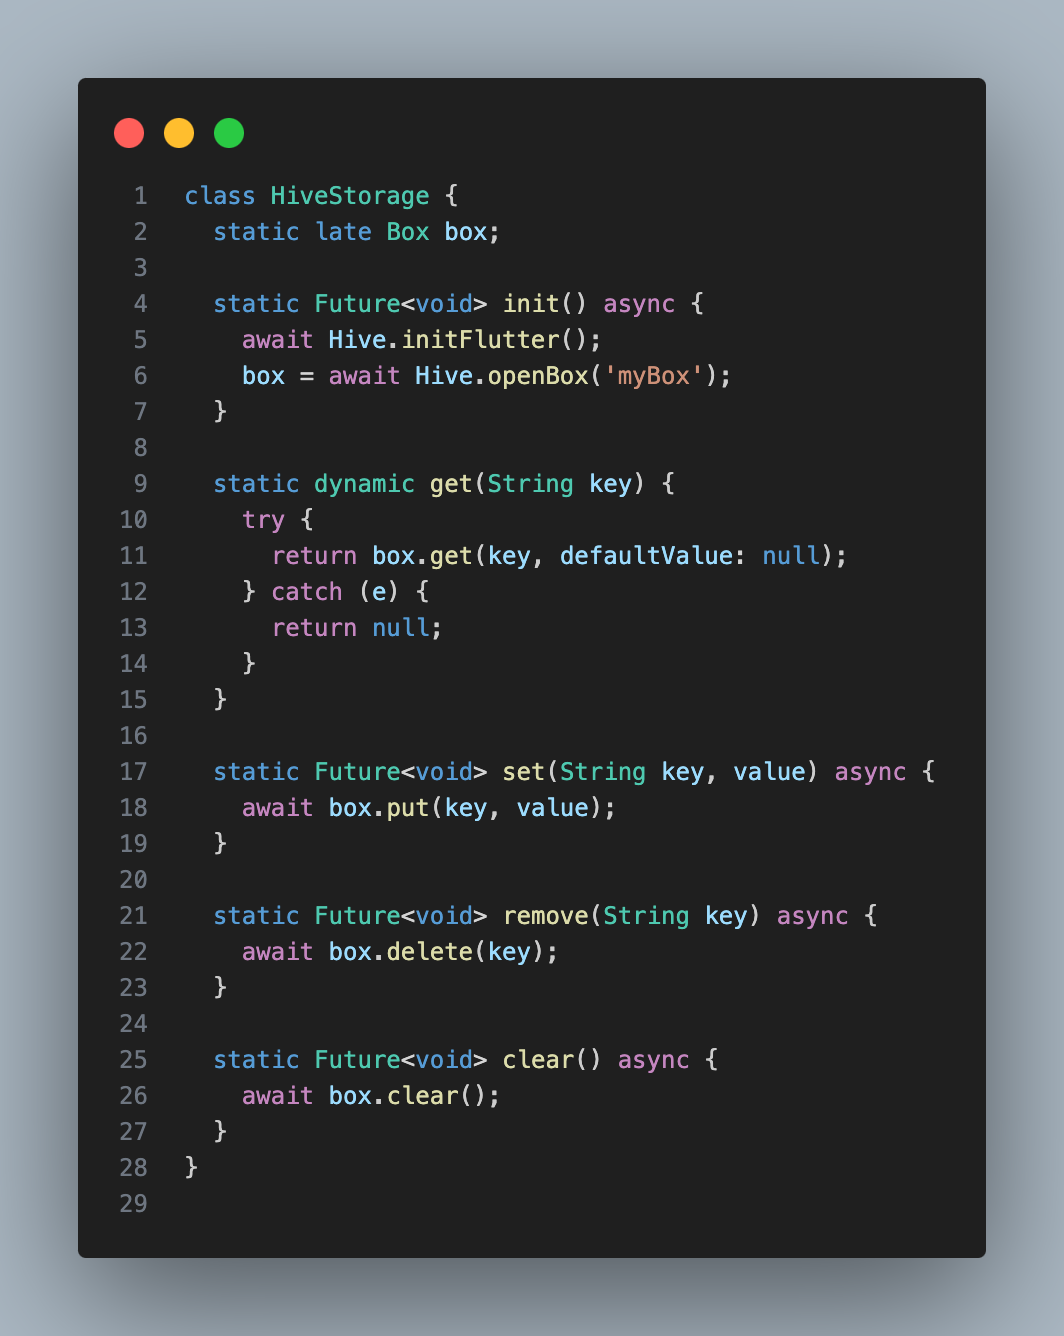 1 class HiveStorage {
2   static late Box box;
3
4   static Future<void> init() async {
5     await Hive.initFlutter();
6     box = await Hive.openBox('myBox');
7   }
8
9   static dynamic get(String key) {
10     try {
11       return box.get(key, defaultValue: null);
12     } catch (e) {
13       return null;
14     }
15   }
16
17   static Future<void> set(String key, value) async {
18     await box.put(key, value);
19   }
20
21   static Future<void> remove(String key) async {
22     await box.delete(key);
23   }
24
25   static Future<void> clear() async {
26     await box.clear();
27   }
28 }
29